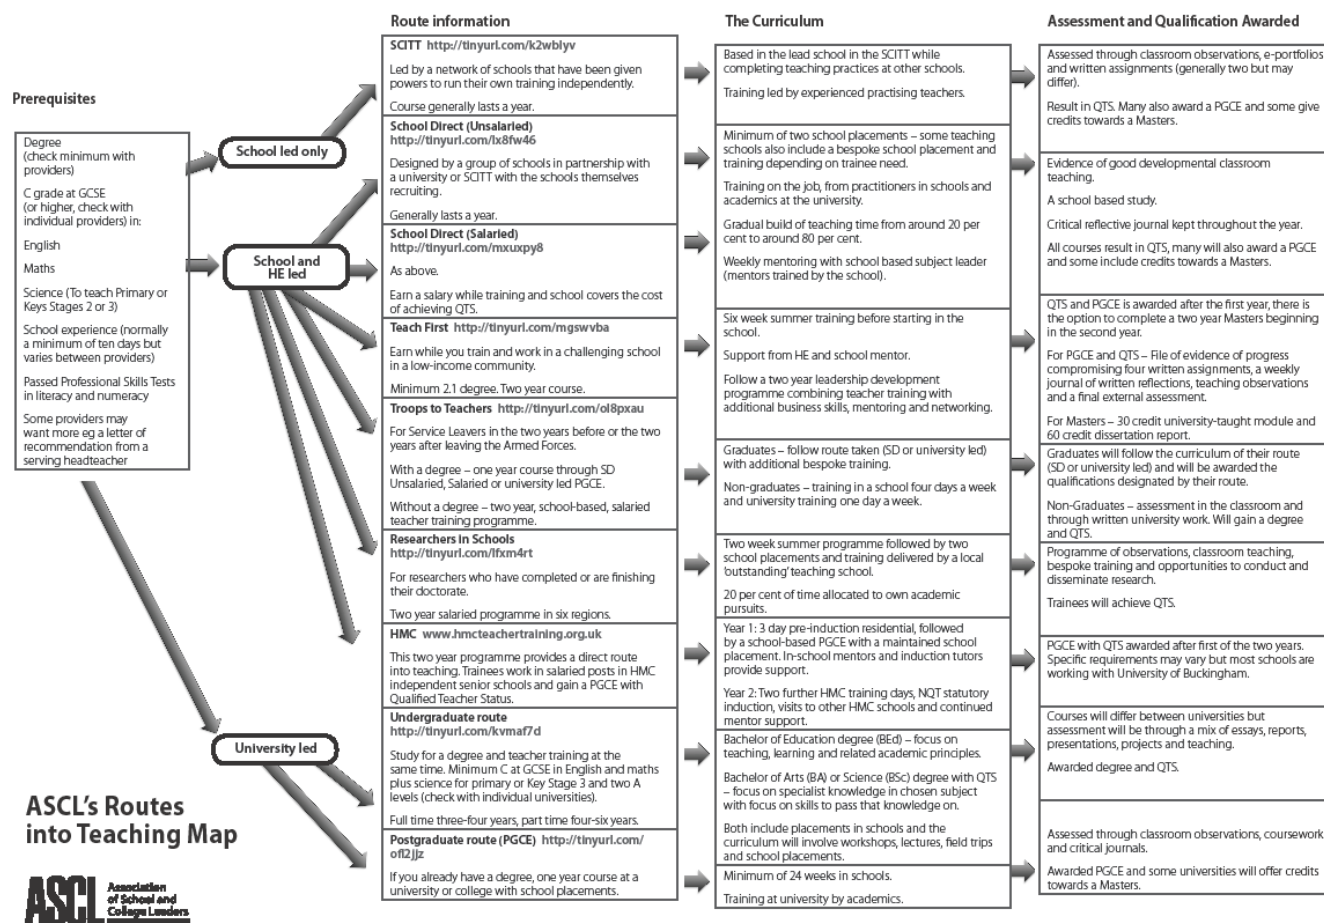 Prerequisites
Degree
(check minimum with
providers)
C grade at GCSE
(or higher, check with
individual providers) in:
English
Maths
Science (To teach Primary or
Keys Stages 2 or 3)
School experience (normally
a minimum of ten days but
varies between providers)
Passed Professional Skills Tests
in literacy and numeracy
Some providers may
want more eg a letter of
recommendation from a
serving headteacher
School led only
School and
HE led
University led
Route information
SCITT http://tinyurl.com/k2wblyv
Led by a network of schools that have been given
powers to run their own training independently.
Course generally lasts a year.
School Direct (Unsalaried)
http://tinyurl.com/lx8fw46
Designed by a group of schools in partnership with
a university or SCITT with the schools themselves
recruiting.
Generally lasts a year.
School Direct (Salaried)
http://tinyurl.com/mxuxpy8
As above.
Earn a salary while training and school covers the cost
of achieving QTS.
Teach First http://tinyurl.com/mgswvba
Earn while you train and work in a challenging school
in a low-income community.
Minimum 2.1 degree. Two year course.
Troops to Teachers http://tinyurl.com/ol8pxau
For Service Leavers in the two years before or the two
years after leaving the Armed Forces.
With a degree – one year course through SD
Unsalaried, Salaried or university led PGCE.
Without a degree – two year, school-based, salaried
teacher training programme.
Researchers in Schools
http://tinyurl.com/lfxm4rt
For researchers who have completed or are finishing
their doctorate.
Two year salaried programme in six regions.
HMC www.hmcteachertraining.org.uk
This two year programme provides a direct route
into teaching. Trainees work in salaried posts in HMC
independent senior schools and gain a PGCE with
Qualified Teacher Status.
Undergraduate route
http://tinyurl.com/kvmaf7d
Study for a degree and teacher training at the
same time. Minimum C at GCSE in English and maths
plus science for primary or Key Stage 3 and two A
levels (check with individual universities).
Full time three-four years, part time four-six years.
Postgraduate route (PGCE) http://tinyurl.com/
ofl2jjz
If you already have a degree, one year course at a
university or college with school placements.
The Curriculum
Based in the lead school in the SCITT while
completing teaching practices at other schools.
Training led by experienced practising teachers.
Minimum of two school placements – some teaching
schools also include a bespoke school placement and
training depending on trainee need.
Training on the job, from practitioners in schools and
academics at the university.
Gradual build of teaching time from around 20 per
cent to around 80 per cent.
Weekly mentoring with school based subject leader
(mentors trained by the school).
Six week summer training before starting in the
school.
Support from HE and school mentor.
Follow a two year leadership development
programme combining teacher training with
additional business skills, mentoring and networking.
Graduates – follow route taken (SD or university led)
with additional bespoke training.
Non-graduates – training in a school four days a week
and university training one day a week.
Two week summer programme followed by two
school placements and training delivered by a local
'outstanding' teaching school.
20 per cent of time allocated to own academic
pursuits.
Year 1: 3 day pre-induction residential, followed
by a school-based PGCE with a maintained school
placement. In-school mentors and induction tutors
provide support.
Year 2: Two further HMC training days, NQT statutory
induction, visits to other HMC schools and continued
mentor support.
Bachelor of Education degree (BEd) – focus on
teaching, learning and related academic principles.
Bachelor of Arts (BA) or Science (BSc) degree with QTS
– focus on specialist knowledge in chosen subject
with focus on skills to pass that knowledge on.
Both include placements in schools and the
curriculum will involve workshops, lectures, field trips
and school placements.
Minimum of 24 weeks in schools.
Training at university by academics.
Assessment and Qualification Awarded
Assessed through classroom observations, e-portfolios
and written assignments (generally two but may
differ).
Result in QTS. Many also award a PGCE and some give
credits towards a Masters.
Evidence of good developmental classroom
teaching.
A school based study.
Critical reflective journal kept throughout the year.
All courses result in QTS, many will also award a PGCE
and some include credits towards a Masters.
QTS and PGCE is awarded after the first year, there is
the option to complete a two year Masters beginning
in the second year.
For PGCE and QTS – File of evidence of progress
compromising four written assignments, a weekly
journal of written reflections, teaching observations
and a final external assessment.
For Masters – 30 credit university-taught module and
60 credit dissertation report.
Graduates will follow the curriculum of their route
(SD or university led) and will be awarded the
qualifications designated by their route.
Non-Graduates – assessment in the classroom and
through written university work. Will gain a degree
and QTS.
Programme of observations, classroom teaching,
bespoke training and opportunities to conduct and
disseminate research.
Trainees will achieve QTS.
PGCE with QTS awarded after first of the two years.
Specific requirements may vary but most schools are
working with University of Buckingham.
Courses will differ between universities but
assessment will be through a mix of essays, reports,
presentations, projects and teaching.
Awarded degree and QTS.
Assessed through classroom observations, coursework
and critical journals.
Awarded PGCE and some universities will offer credits
towards a Masters.
ASCL's Routes
into Teaching Map
ASCL
Association
of School and
College Leaders